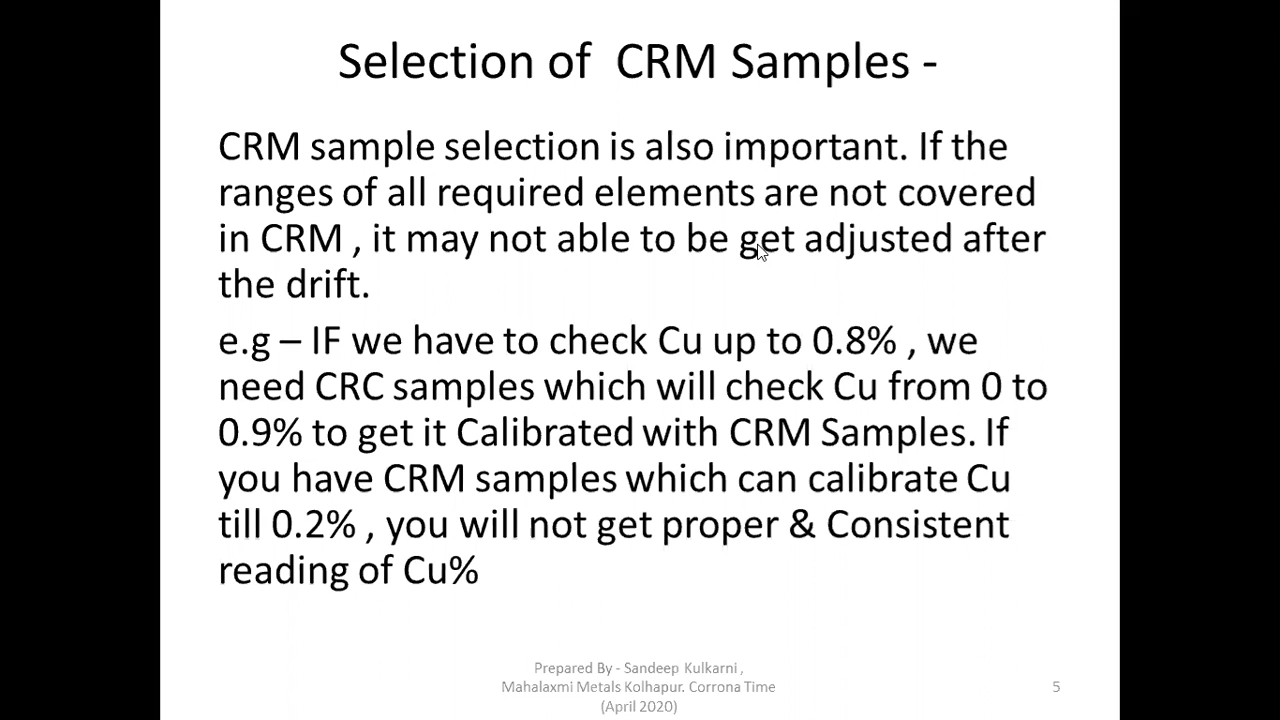 Selection of  CRM Samples -
CRM sample selection is also important. If the
ranges of all required elements are not covered
in CRM , it may not able to be get adjusted after
the drift.
e.g – IF we have to check Cu up to 0.8% , we
need CRC samples which will check Cu from 0 to
0.9% to get it Calibrated with CRM Samples. If
you have CRM samples which can calibrate Cu
till 0.2% , you will not get proper & Consistent
reading of Cu%
Prepared By - Sandeep Kulkarni ,
Mahalaxmi Metals Kolhapur. Corrona Time
(April 2020)
5